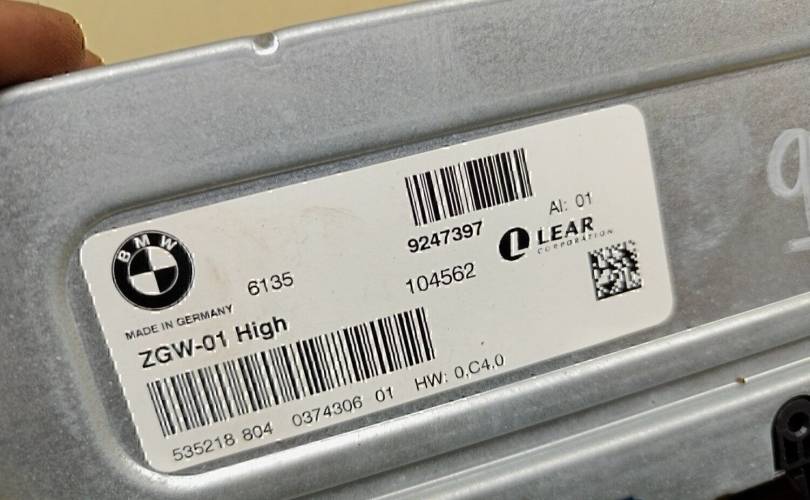 BMW
6135
9247397
104562
AI: 01
LEAR
CORPORATION
MADE IN GERMANY
ZGW-01 High
535218 804 0374306 01 HW: 0,C4,0
9